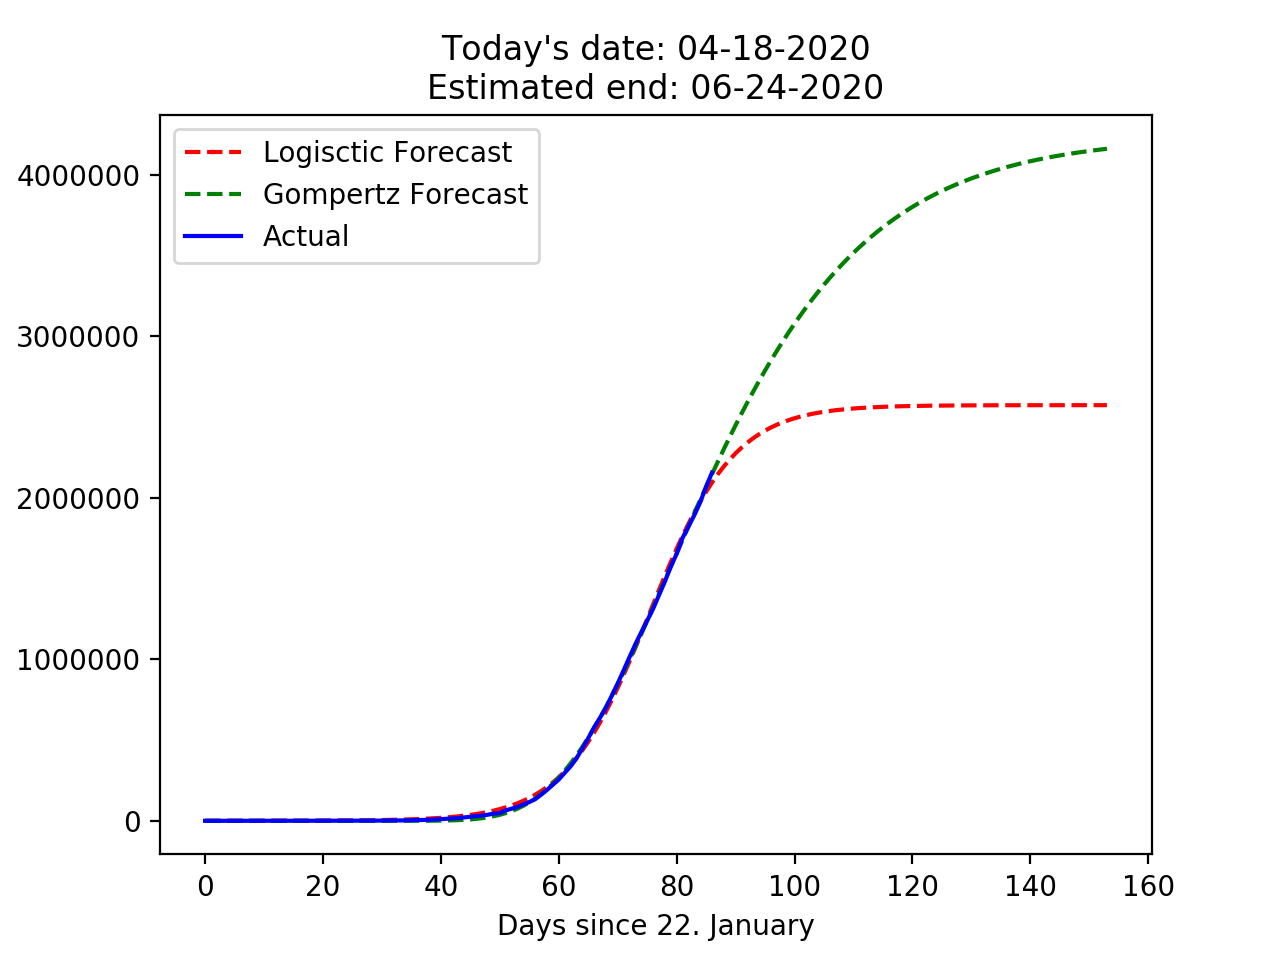 Today's date: 04-18-2020
Estimated end: 06-24-2020
Logisctic Forecast
Gompertz Forecast
Actual
4000000
3000000
2000000
1000000
0
0 20 40 60 80 100 120 140 160
Days since 22. January